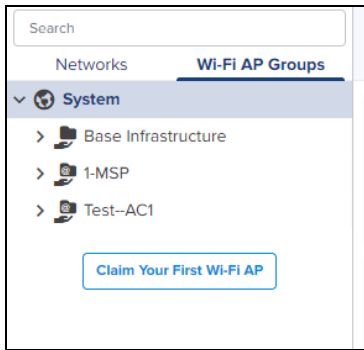 Search
Networks Wi-Fi AP Groups
System
Base Infrastructure
1-MSP
Test--AC1
Claim Your First Wi-Fi AP